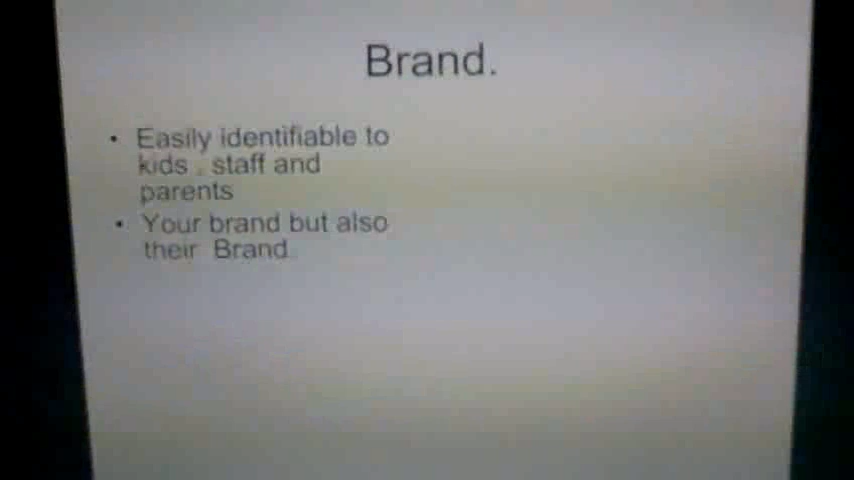 Brand.
• Easily identifiable to
kids , staff and
parents
• Your brand but also
their Brand.